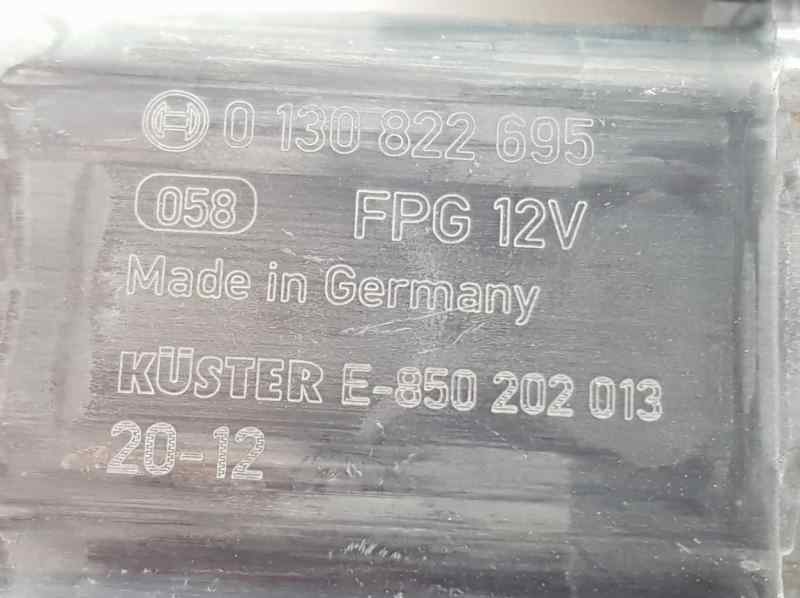 0 130 822 695
058 FPG 12V
Made in Germany
KÜSTER E-850 202 013
20-12